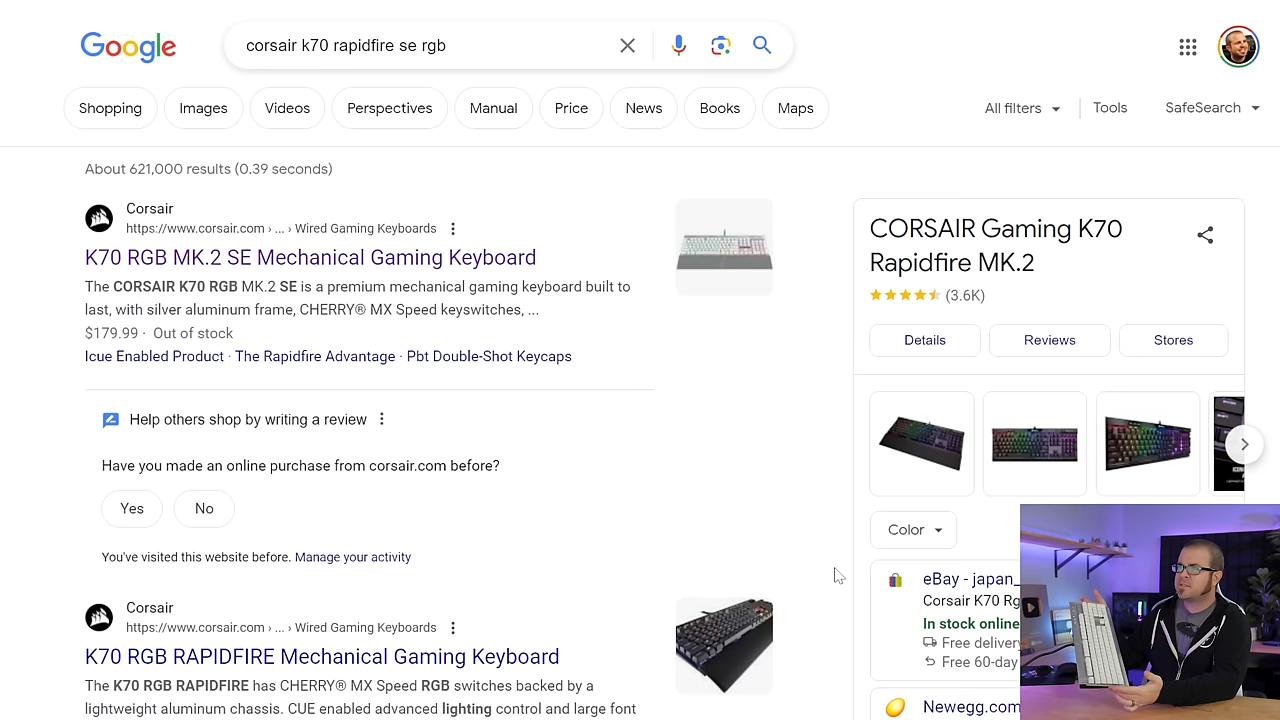 Google
corsair k70 rapidfire se rgb
Shopping
Images
Videos
Perspectives
Manual
Price
News
Books
Maps
All filters
Tools
SafeSearch
About 621,000 results (0.39 seconds)
Corsair
https://www.corsair.com › ... › Wired Gaming Keyboards
K70 RGB MK.2 SE Mechanical Gaming Keyboard
The CORSAIR K70 RGB MK.2 SE is a premium mechanical gaming keyboard built to
last, with silver aluminum frame, CHERRY® MX Speed keyswitches, ...
$179.99 · Out of stock
Icue Enabled Product · The Rapidfire Advantage · Pbt Double-Shot Keycaps
Help others shop by writing a review
Have you made an online purchase from corsair.com before?
Yes
No
You've visited this website before. Manage your activity
Corsair
https://www.corsair.com › ... › Wired Gaming Keyboards
K70 RGB RAPIDFIRE Mechanical Gaming Keyboard
The K70 RGB RAPIDFIRE has CHERRY® MX Speed RGB switches backed by a
lightweight aluminum chassis. CUE enabled advanced lighting control and large font
CORSAIR Gaming K70
Rapidfire MK.2
(3.6K)
Details
Reviews
Stores
Color
eBay - japan_
Corsair K70 Rg
In stock online
Free delivery
Free 60-day
Newegg.com